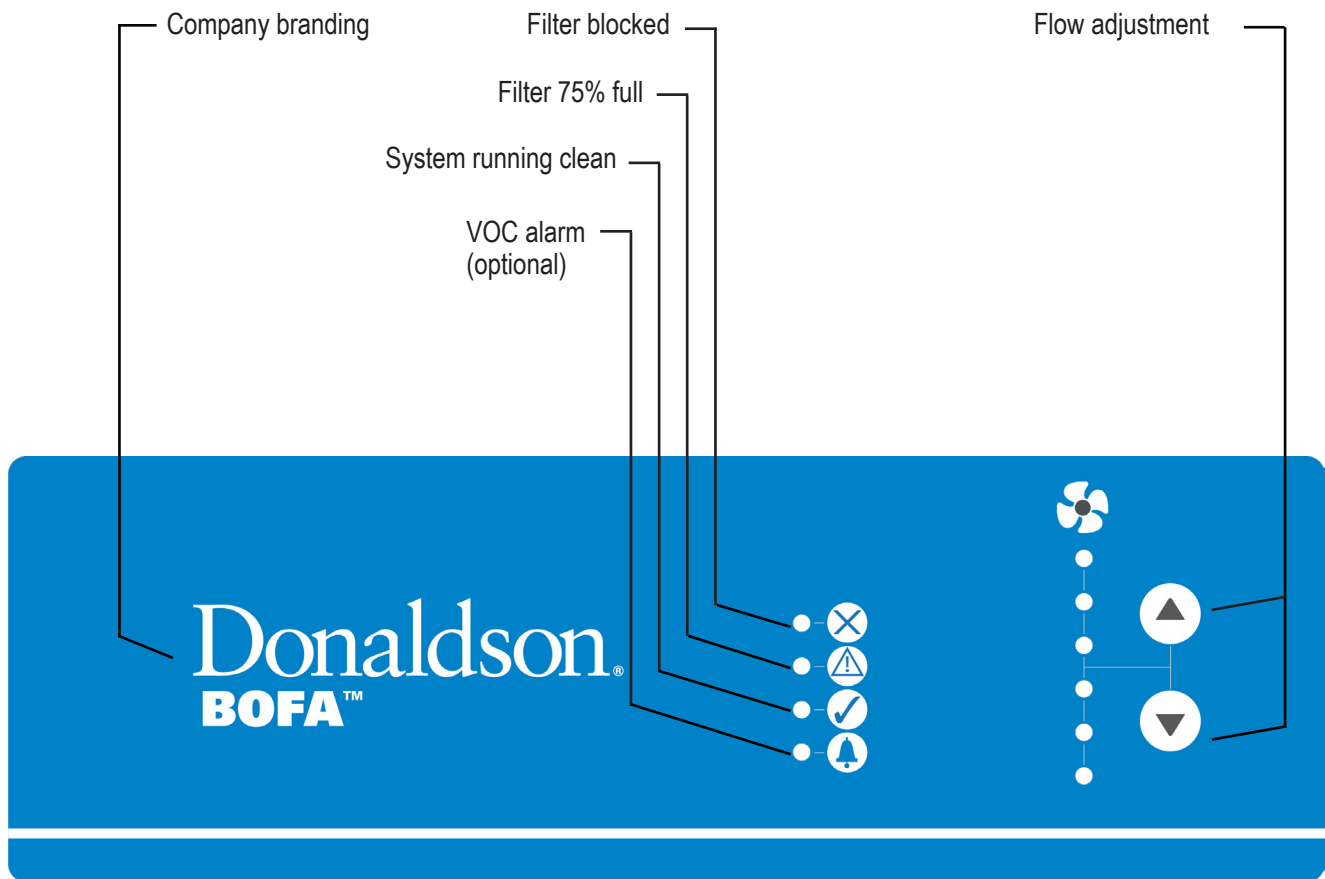 Company branding
Filter blocked
Flow adjustment
Filter 75% full
System running clean
VOC alarm
(optional)
Donaldson®
BOFA™